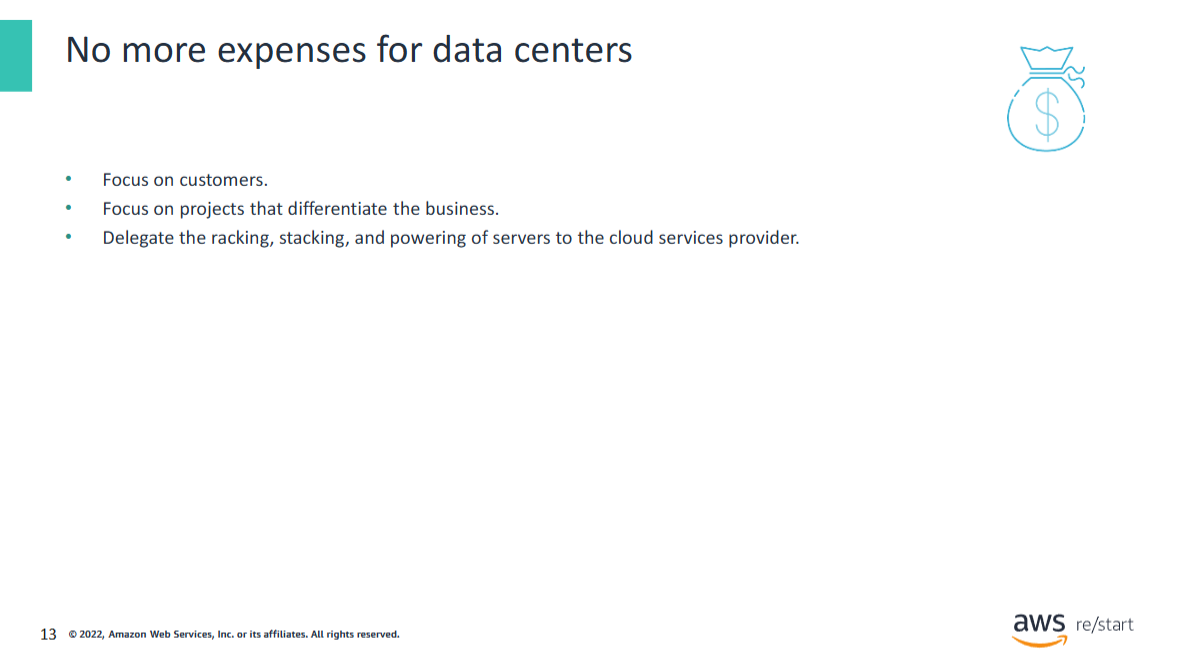 No more expenses for data centers
$
• Focus on customers.
• Focus on projects that differentiate the business.
• Delegate the racking, stacking, and powering of servers to the cloud services provider.
13 © 2022, Amazon Web Services, Inc. or its affiliates. All rights reserved.
aws re/start